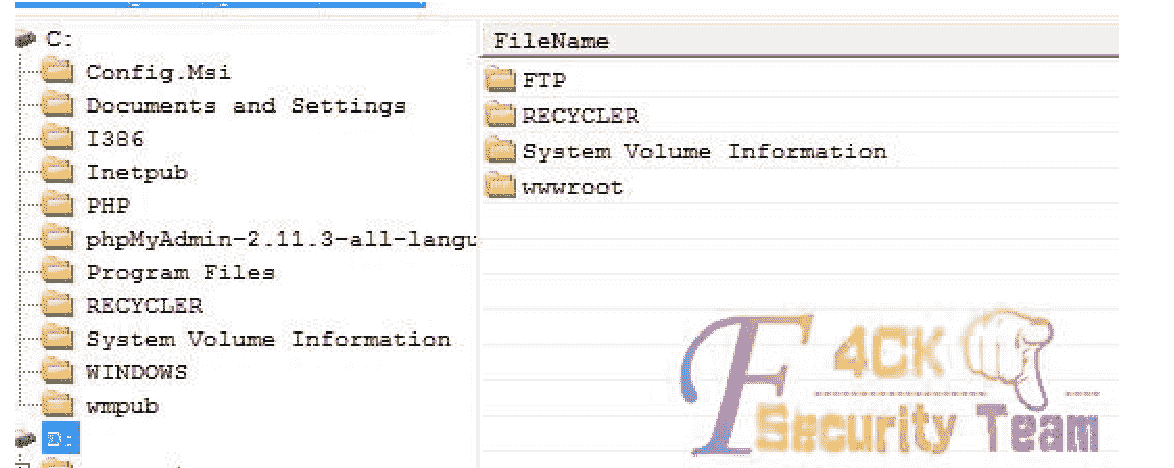 C:
Config.Msi
Documents and Settings
I386
Inetpub
PHP
phpMyAdmin-2.11.3-all-langu
Program Files
RECYCLER
System Volume Information
WINDOWS
wmpub
D:
FileName
FTP
RECYCLER
System Volume Information
wwwroot
F4CK
Security Team